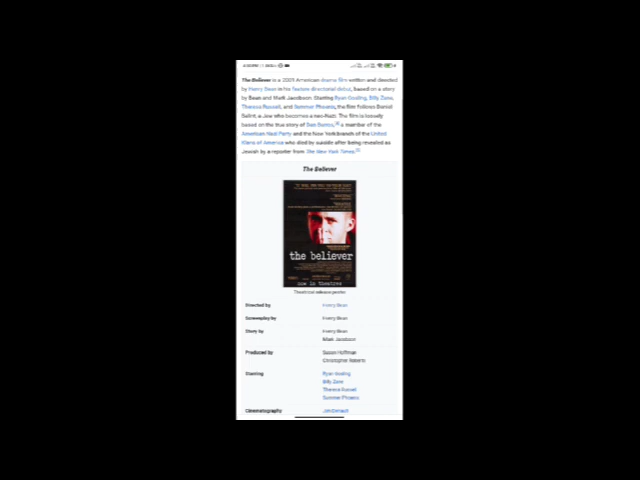 The Believer is a 2001 American drama film written and directed
by Henry Bean in his feature directorial debut, based on a story
by Bean and Mark Jacobson. Starring Ryan Gosling, Billy Zane,
Theresa Russell, and Summer Phoenix, the film follows Daniel
Balint, a Jew who becomes a neo-Nazi. The film is loosely
based on the true story of Dan Burros, a member of the
American Nazi Party and the New York branch of the United
Klans of America who died by suicide after being revealed as
Jewish by a reporter from The New York Times.
The Believer
the believer
now in theatres
Theatrical release poster
Directed by Henry Bean
Screenplay by Henry Bean
Story by Henry Bean
Mark Jacobson
Produced by Susan Hoffman
Christopher Roberts
Starring Ryan Gosling
Billy Zane
Theresa Russell
Summer Phoenix
Cinematography Jim Denault